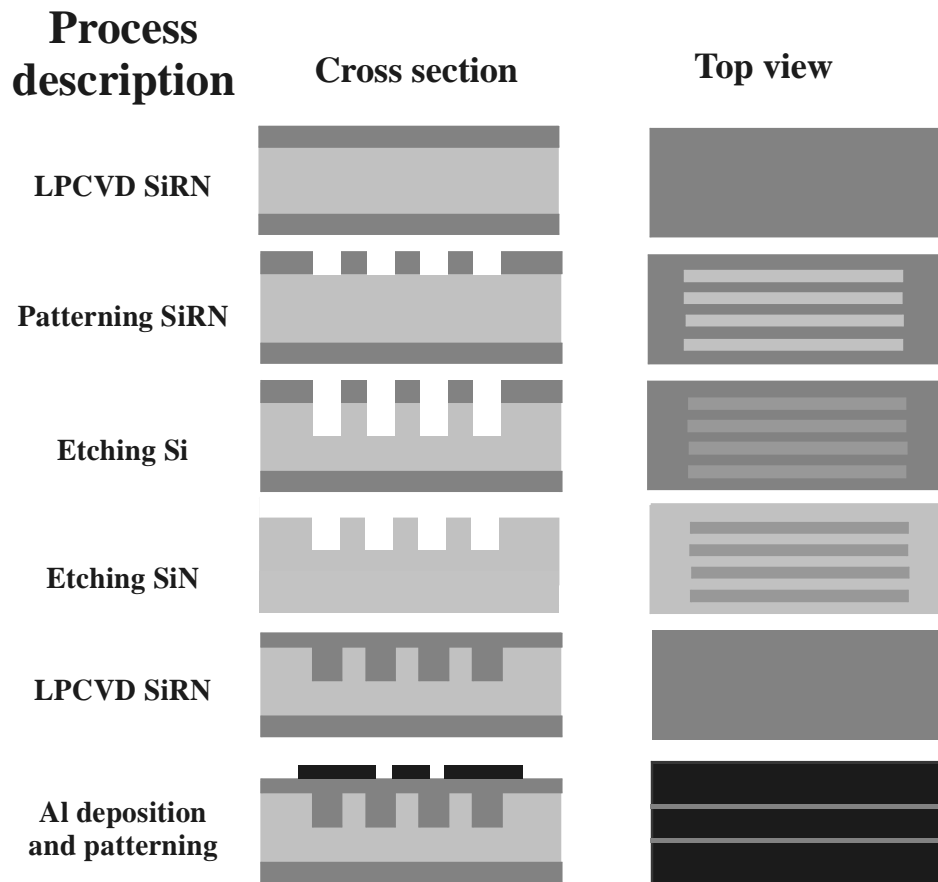 Process
description
Cross section
Top view
LPCVD SiRN
Patterning SiRN
Etching Si
Etching SiN
LPCVD SiRN
Al deposition
and patterning